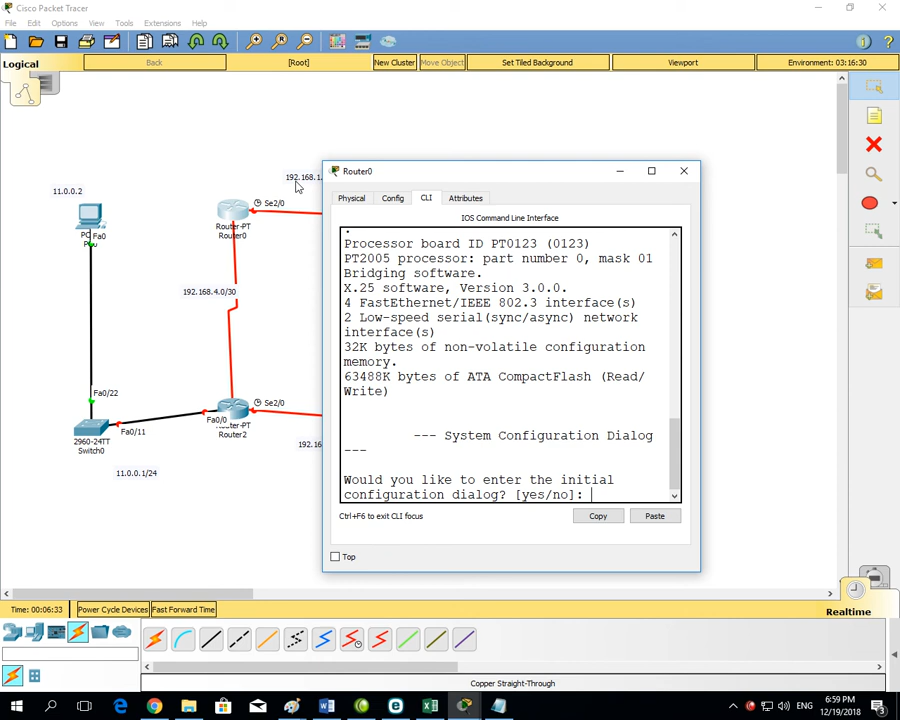 Cisco Packet Tracer
File Edit Options View Tools Extensions Help
Logical
Back
[Root]
New Cluster
Move Object
Set Tiled Background
Viewport
Environment: 03:16:30
192.168.1.
11.0.0.2
Fa0
Se2/0
Router-PT
Router0
192.168.4.0/30
Fa0/22
Se2/0
Fa0/0
Router2
Fa0/11
2960-24TT
Switch0
192.16
11.0.0.1/24
Router0
Physical Config CLI Attributes
IOS Command Line Interface
.
Processor board ID PT0123 (0123)
PT2005 processor: part number 0, mask 01
Bridging software.
X.25 software, Version 3.0.0.
4 FastEthernet/IEEE 802.3 interface(s)
2 Low-speed serial(sync/async) network
interface(s)
32K bytes of non-volatile configuration
memory.
63488K bytes of ATA CompactFlash (Read/
Write)
--- System Configuration Dialog
---
Would you like to enter the initial
configuration dialog? [yes/no]:
Ctrl+F6 to exit CLI focus
Copy
Paste
Top
Time: 00:06:33
Power Cycle Devices
Fast Forward Time
Realtime
Copper Straight-Through
6:59 PM
12/19/2018
3